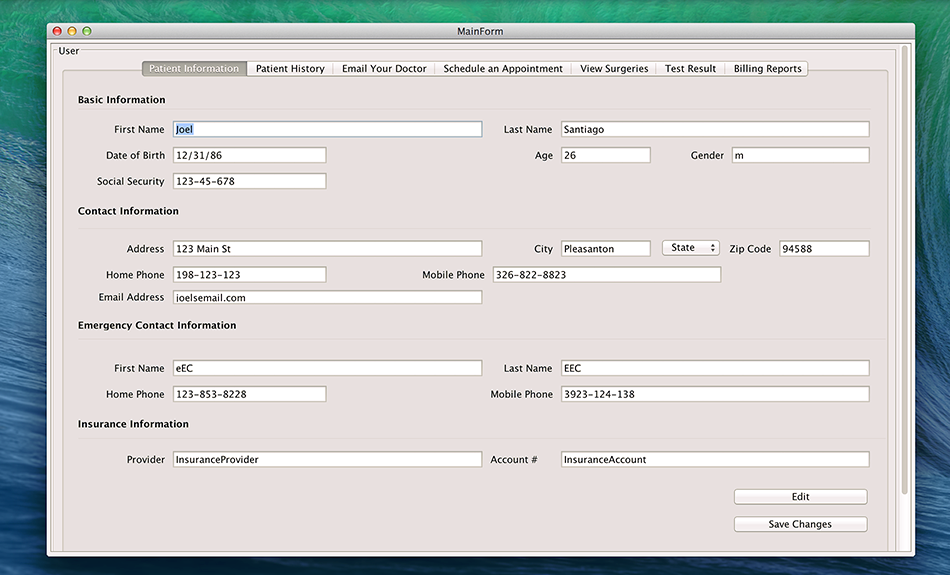 MainForm
User
Patient Information Patient History Email Your Doctor Schedule an Appointment View Surgeries Test Result Billing Reports
Basic Information
First Name Joel Last Name Santiago
Date of Birth 12/31/86 Age 26 Gender m
Social Security 123-45-678
Contact Information
Address 123 Main St City Pleasanton State Zip Code 94588
Home Phone 198-123-123 Mobile Phone 326-822-8823
Email Address joelsemail.com
Emergency Contact Information
First Name eEC Last Name EEC
Home Phone 123-853-8228 Mobile Phone 3923-124-138
Insurance Information
Provider InsuranceProvider Account # InsuranceAccount
Edit
Save Changes